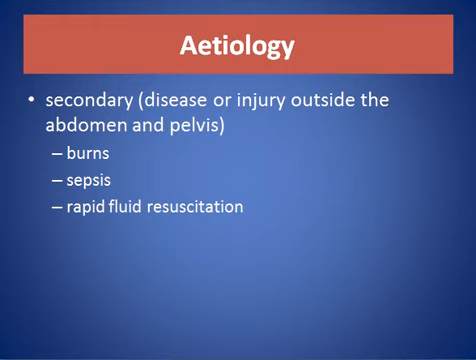 Aetiology
• secondary (disease or injury outside the
abdomen and pelvis)
– burns
– sepsis
– rapid fluid resuscitation